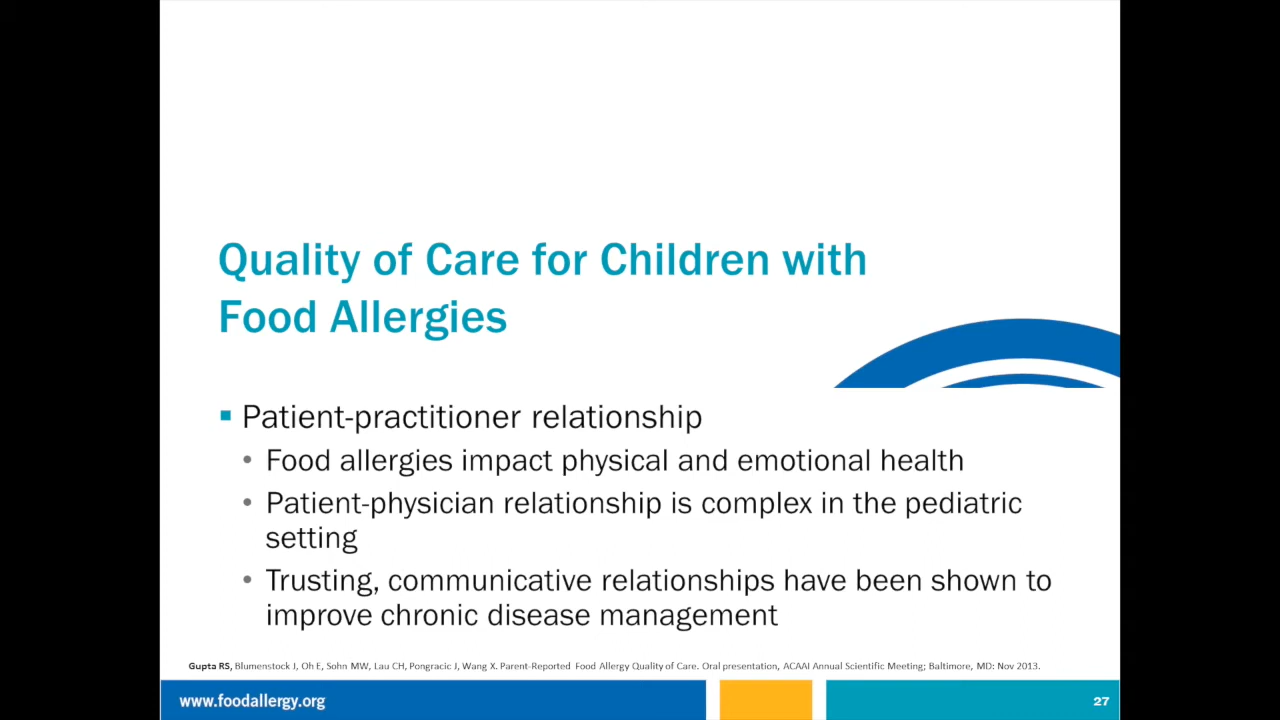 Quality of Care for Children with
Food Allergies
▪ Patient-practitioner relationship
• Food allergies impact physical and emotional health
• Patient-physician relationship is complex in the pediatric
setting
• Trusting, communicative relationships have been shown to
improve chronic disease management
Gupta RS, Blumenstock J, Oh E, Sohn MW, Lau CH, Pongracic J, Wang X. Parent-Reported Food Allergy Quality of Care. Oral presentation, ACAAI Annual Scientific Meeting; Baltimore, MD: Nov 2013.
www.foodallergy.org
27